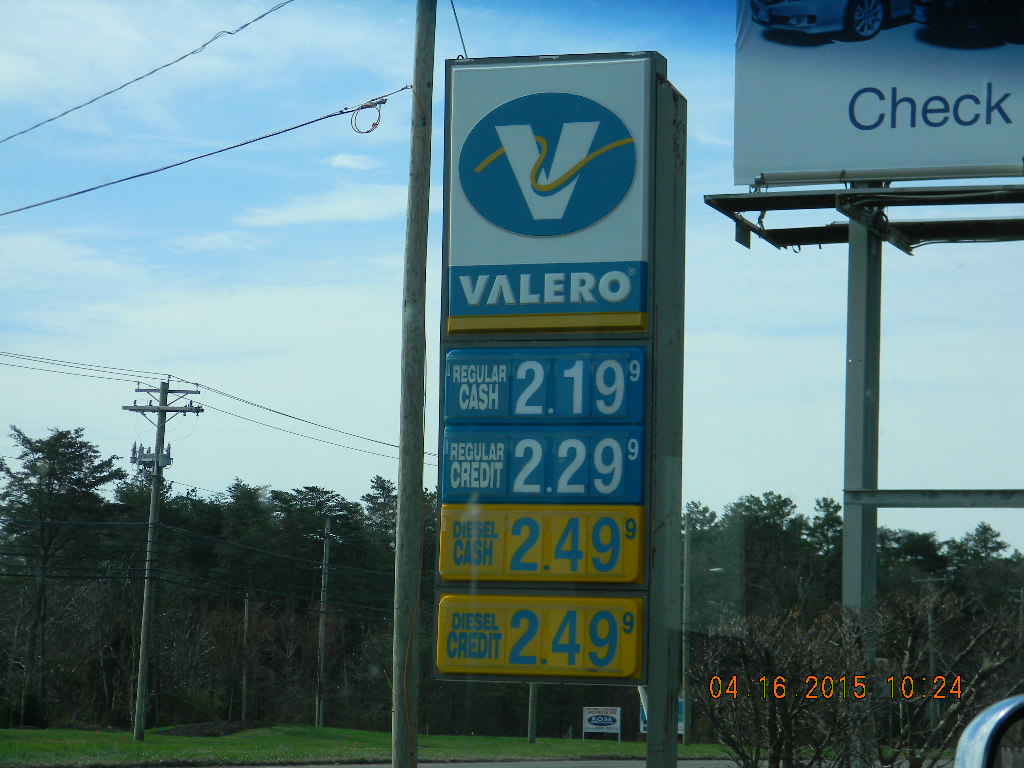 Check
VALERO®
REGULAR
CASH
2.19 9
REGULAR
CREDIT
2.29 9
DIESEL
CASH
2.49 9
DIESEL
CREDIT
2.49 9
ROSE
04.16.2015 10:24